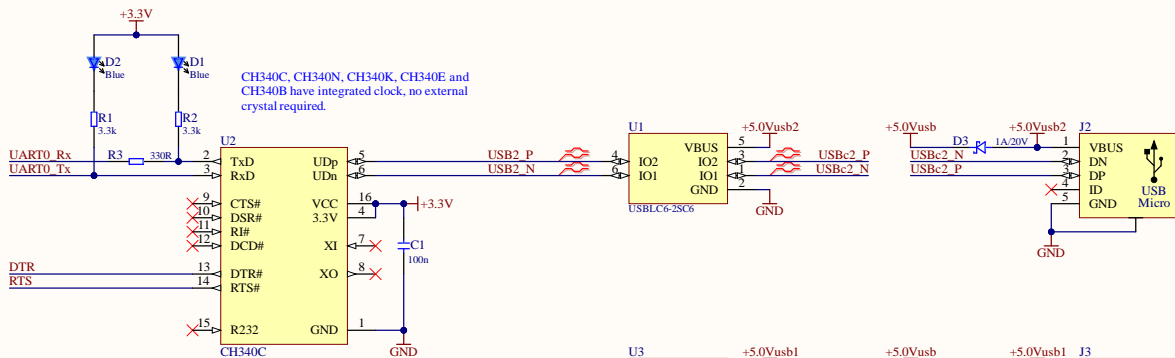 +3.3V
D2
Blue
D1
Blue
CH340C, CH340N, CH340K, CH340E and
CH340B have integrated clock, no external
crystal required.
R1
3.3k
R2
3.3k
UART0_Rx
R3
330R
UART0_Tx
U2
2
TxD
3
RxD
9
CTS#
10
DSR#
11
RI#
12
DCD#
DTR
13
DTR#
RTS
14
RTS#
15
R232
UDp
5
UDn
6
VCC
16
3.3V
4
XI
7
XO
8
GND
1
CH340C
+3.3V
C1
100n
GND
USB2_P
USB2_N
U1
4
IO2
6
IO1
VBUS
5
IO2
3
IO1
1
GND
2
USBLC6-2SC6
+5.0Vusb2
USBc2_P
USBc2_N
GND
+5.0Vusb
D3
1A/20V
+5.0Vusb2
USBc2_N
USBc2_P
J2
1
VBUS
2
DN
3
DP
4
ID
5
GND
USB
Micro
GND
U3
+5.0Vusb1
+5.0Vusb
+5.0Vusb1
J3